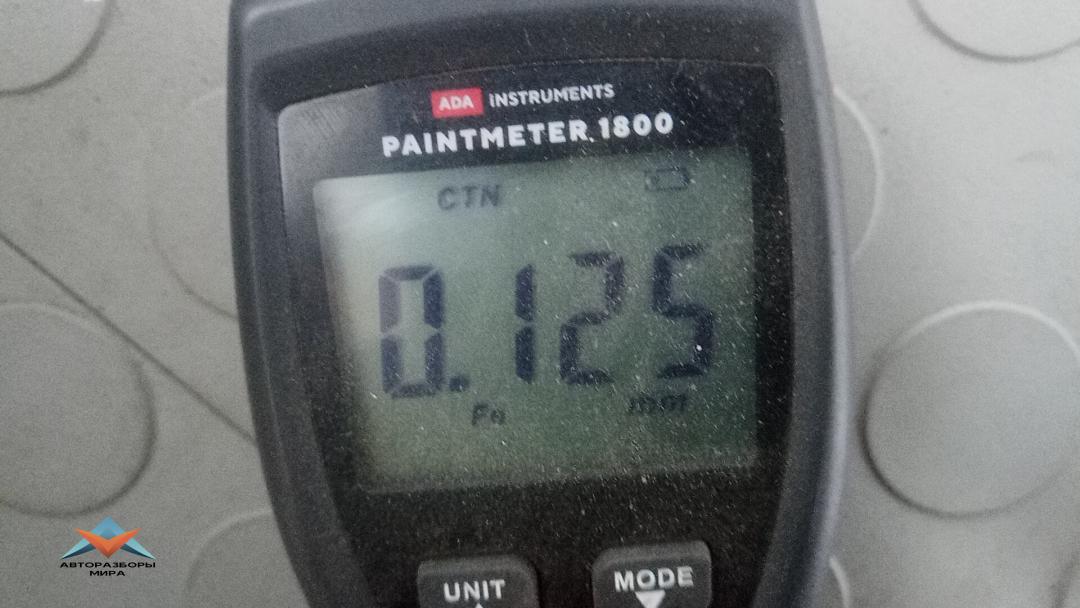 ADA INSTRUMENTS
PAINTMETER 1800
CTN
0.125
Fe mm
UNIT MODE
АВТОРАЗБОРЫ
МИРА